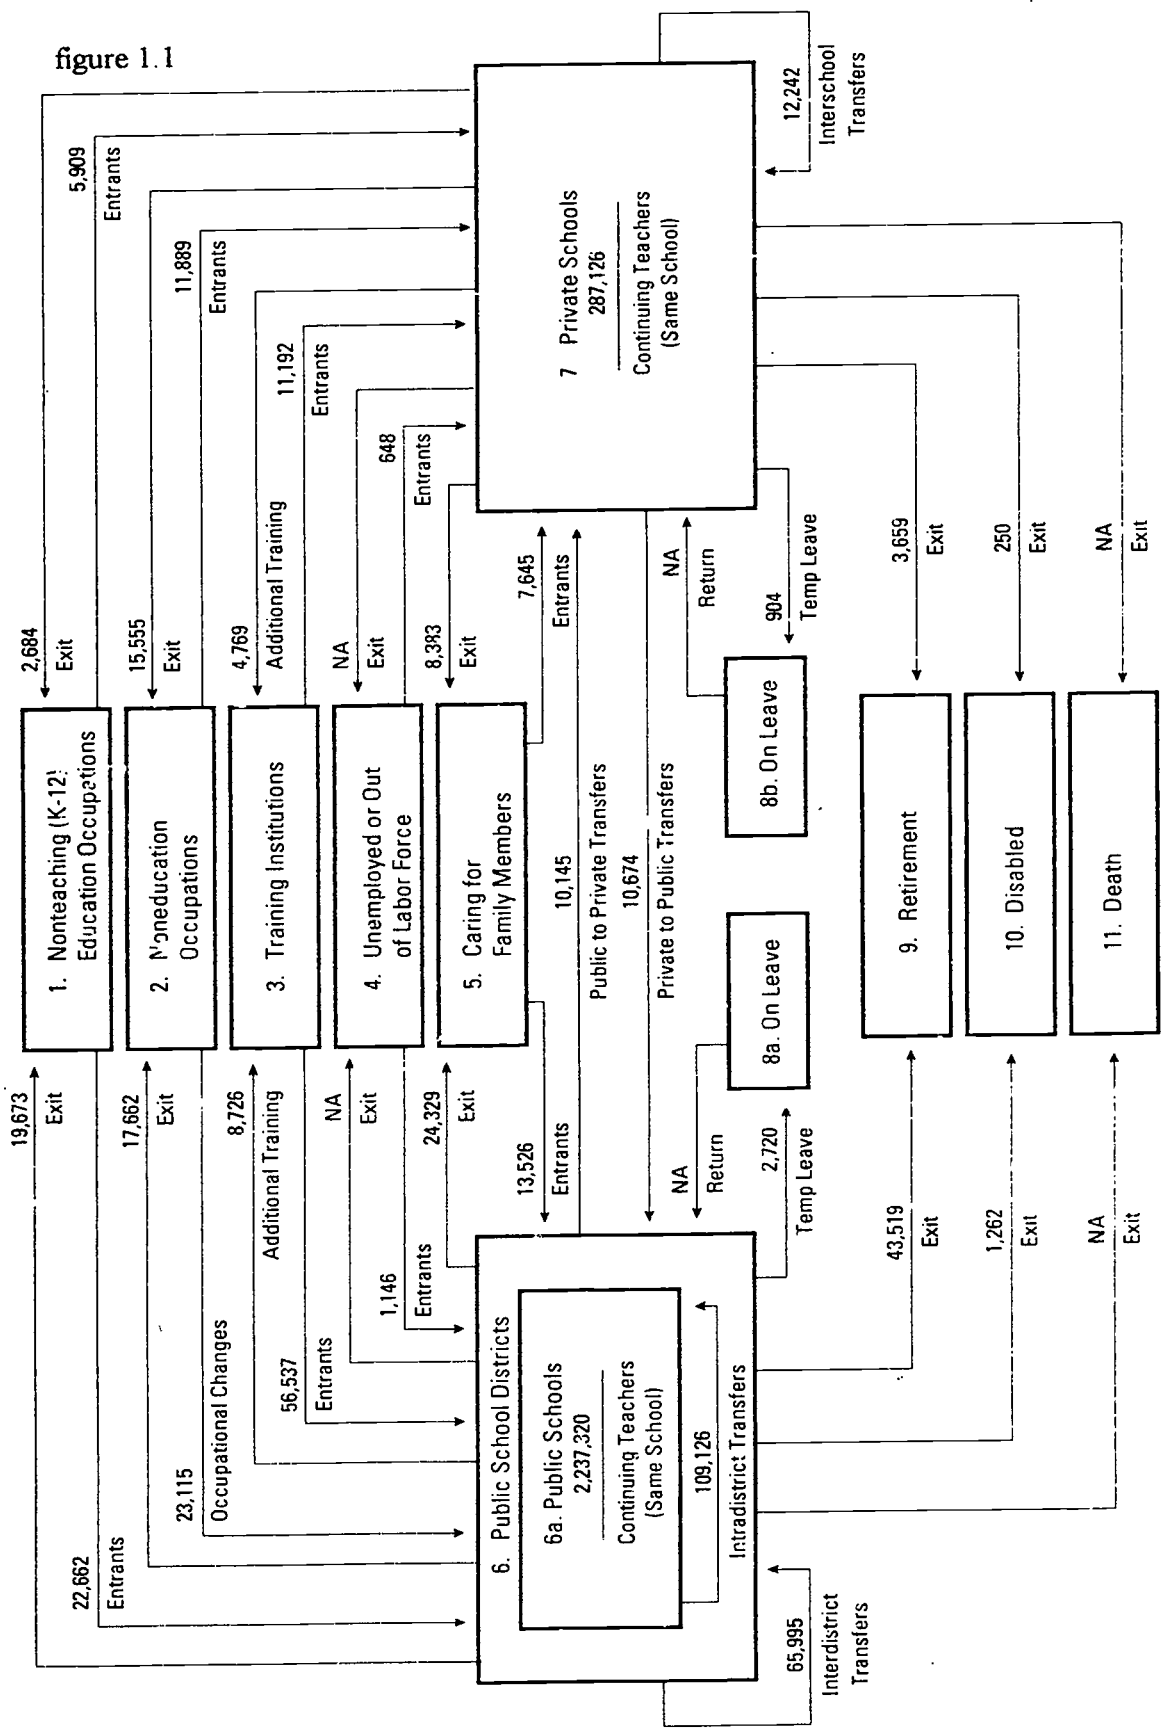 figure 1.1
1. Nonteaching (K-12)
Education Occupations
2. Noneducation
Occupations
3. Training Institutions
4. Unemployed or Out
of Labor Force
5. Caring for
Family Members
19,673
Exit
22,662
Entrants
17,662
Exit
23,115
Occupational Changes
8,726
Additional Training
56,537
Entrants
NA
Exit
1,146
Entrants
24,329
Exit
13,526
Entrants
2,684
Exit
5,909
Entrants
15,555
Exit
11,889
Entrants
4,769
Additional Training
11,192
Entrants
NA
Exit
648
Entrants
8,383
Exit
7,645
Entrants
6. Public School Districts
6a. Public Schools
2,237,320
Continuing Teachers
(Same School)
109,126
Intradistrict Transfers
65,995
Interdistrict
Transfers
10,145
Public to Private Transfers
10,674
Private to Public Transfers
7 Private Schools
287,126
Continuing Teachers
(Same School)
12,242
Interschool
Transfers
NA
Return
8a. On Leave
2,720
Temp Leave
NA
Return
8b. On Leave
904
Temp Leave
43,519
Exit
9. Retirement
3,659
Exit
1,262
Exit
10. Disabled
250
Exit
NA
Exit
11. Death
NA
Exit